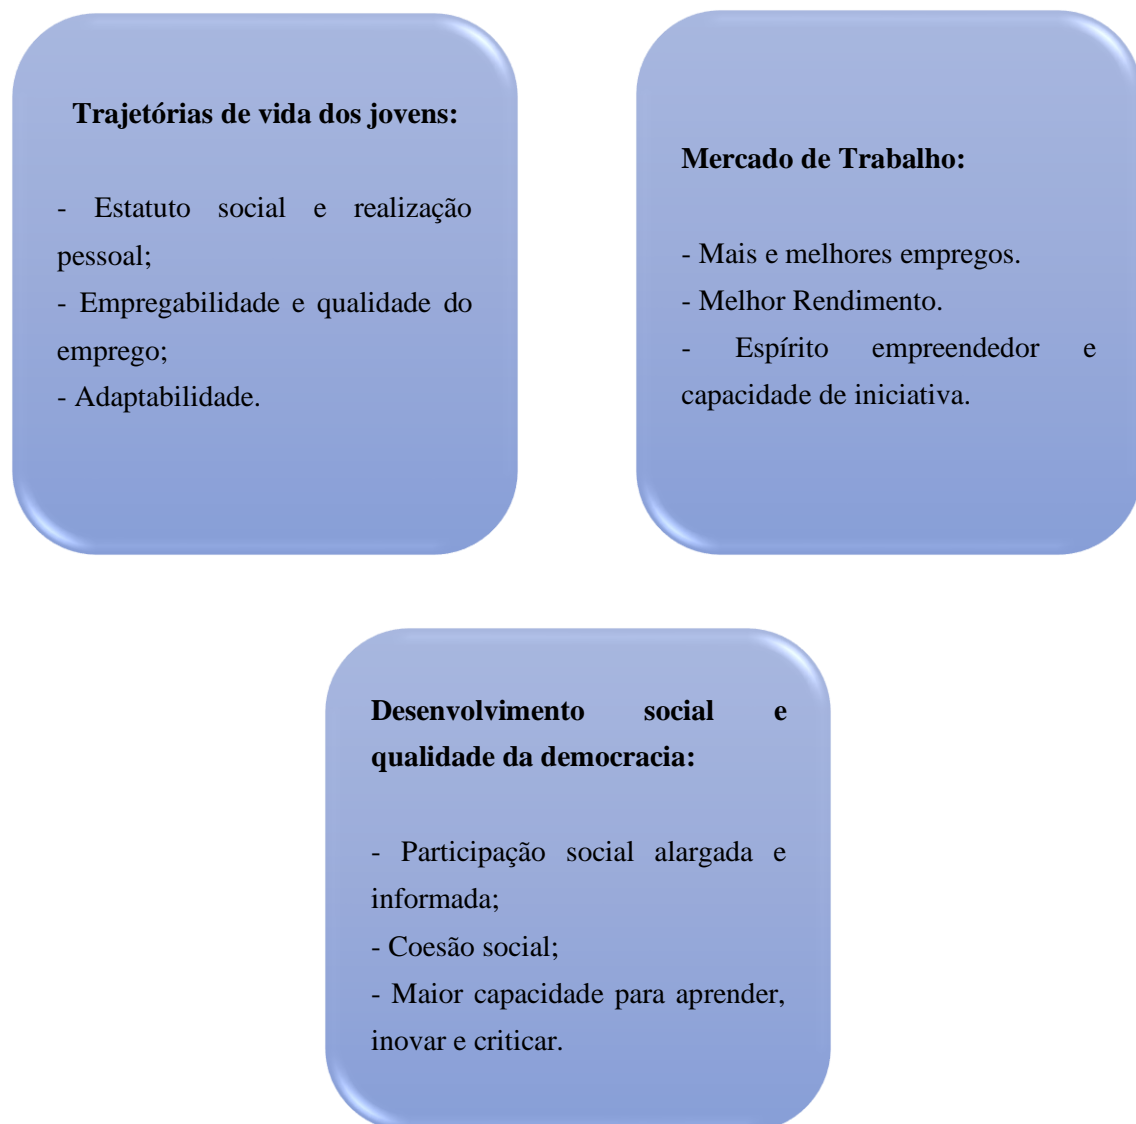 Trajetórias de vida dos jovens:
- Estatuto social e realização
pessoal;
- Empregabilidade e qualidade do
emprego;
- Adaptabilidade.
Mercado de Trabalho:
- Mais e melhores empregos.
- Melhor Rendimento.
- Espírito empreendedor e
capacidade de iniciativa.
Desenvolvimento social e
qualidade da democracia:
- Participação social alargada e
informada;
- Coesão social;
- Maior capacidade para aprender,
inovar e criticar.